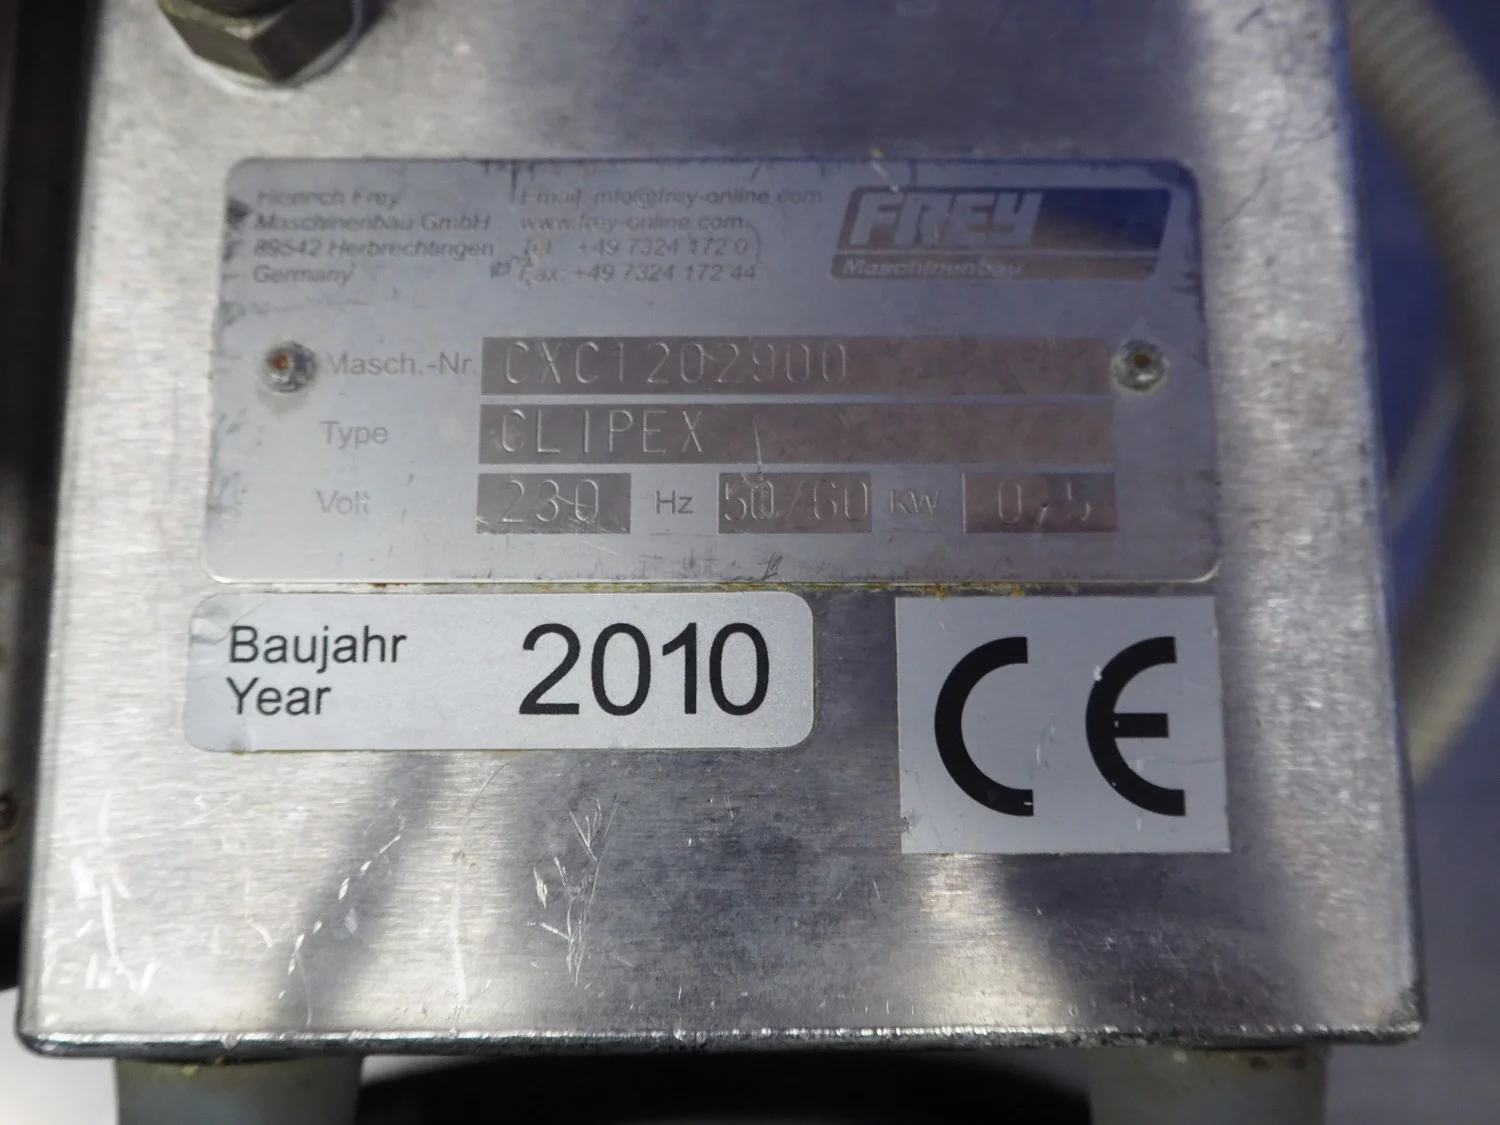 Heinrich Frey
Maschinenbau GmbH
89542 Herbrechtingen
Germany
Email: info@frey-online.com
www.frey-online.com
Tel. +49 7324 172 0
Fax +49 7324 172 44
FREY
Maschinenbau
Masch.-Nr. CXC1202900
Type CLIPEX
Volt 230 Hz 50/60 KW 0,5
Baujahr
Year
2010
CE